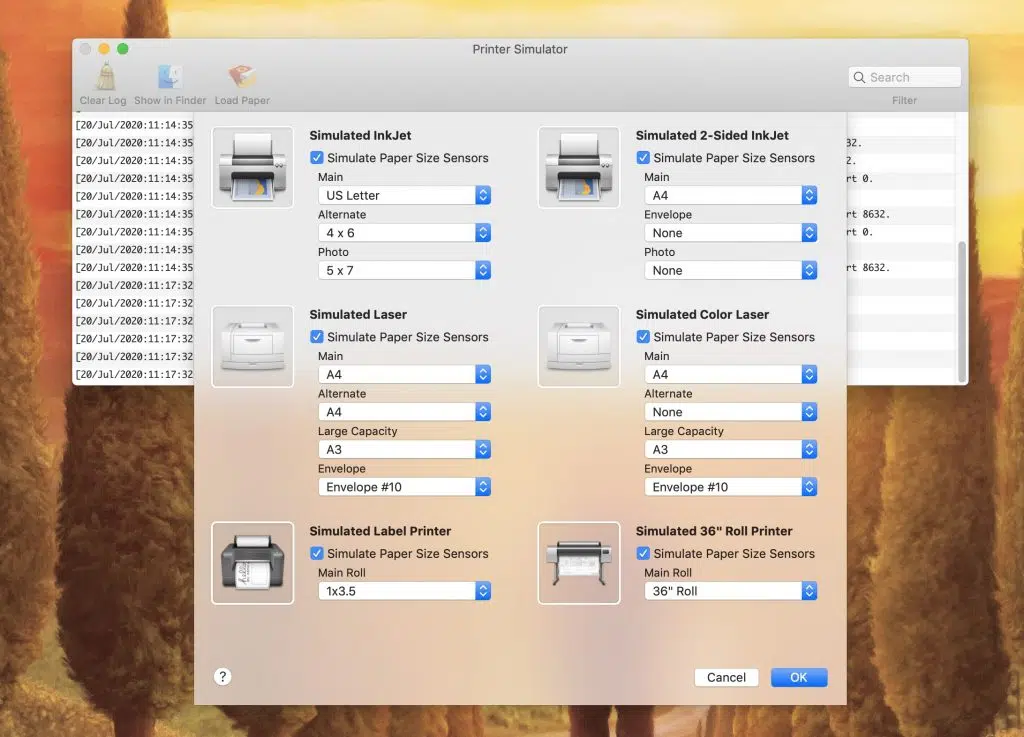 Printer Simulator
Clear Log
Show in Finder
Load Paper
Search
Filter
[20/Jul/2020:11:14:35
[20/Jul/2020:11:14:35
[20/Jul/2020:11:14:35
[20/Jul/2020:11:14:35
[20/Jul/2020:11:14:35
[20/Jul/2020:11:14:35
[20/Jul/2020:11:14:35
[20/Jul/2020:11:14:35
[20/Jul/2020:11:14:35
[20/Jul/2020:11:17:32
[20/Jul/2020:11:17:32
[20/Jul/2020:11:17:32
[20/Jul/2020:11:17:32
[20/Jul/2020:11:17:32
[20/Jul/2020:11:17:32
32.
2.
rt 0.
rt 8632.
rt 0.
rt 8632.
Simulated InkJet
Simulate Paper Size Sensors
Main
US Letter
Alternate
4 x 6
Photo
5 x 7
Simulated 2-Sided InkJet
Simulate Paper Size Sensors
Main
A4
Envelope
None
Photo
None
Simulated Laser
Simulate Paper Size Sensors
Main
A4
Alternate
A4
Large Capacity
A3
Envelope
Envelope #10
Simulated Color Laser
Simulate Paper Size Sensors
Main
A4
Alternate
None
Large Capacity
A3
Envelope
Envelope #10
Simulated Label Printer
Simulate Paper Size Sensors
Main Roll
1x3.5
Simulated 36" Roll Printer
Simulate Paper Size Sensors
Main Roll
36" Roll
?
Cancel
OK